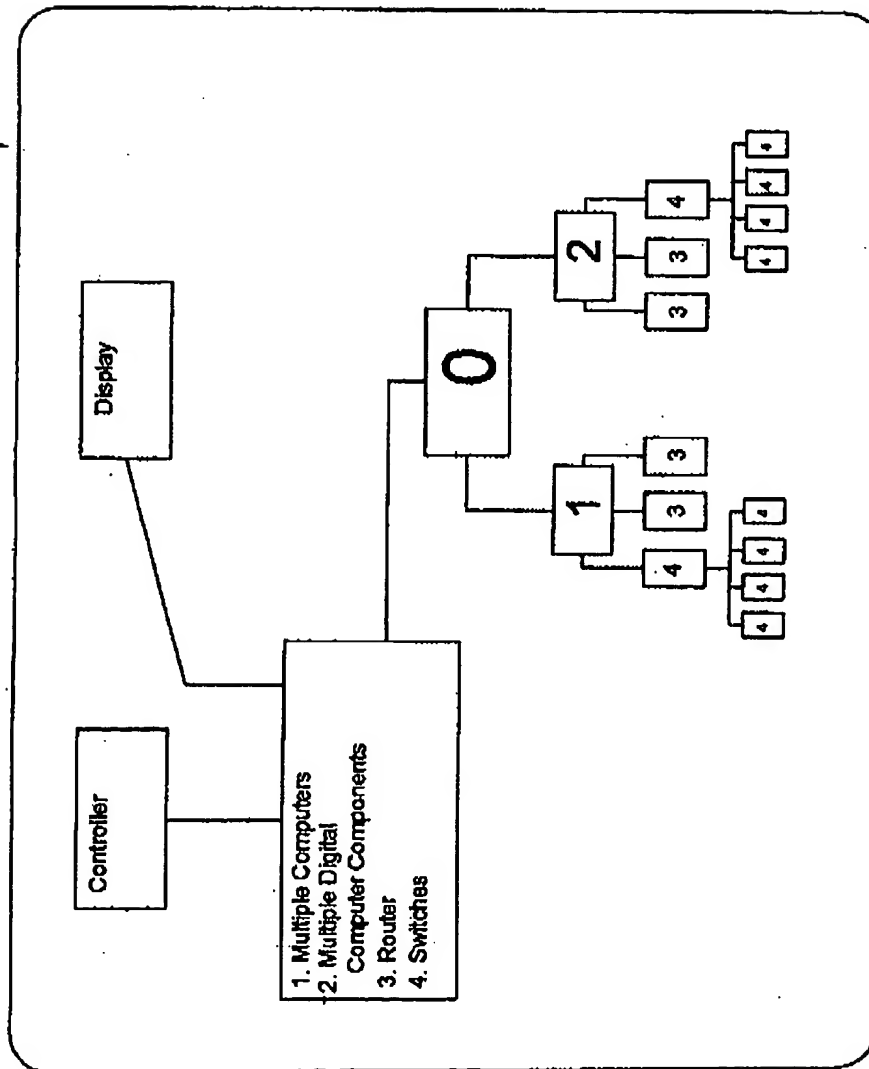 Display
Controller
1. Multiple Computers
2. Multiple Digital
Computer Components
3. Router
4. Switches
0
1 2
4 3 3 3 3 4
4 4 4 4 4 4 4 4